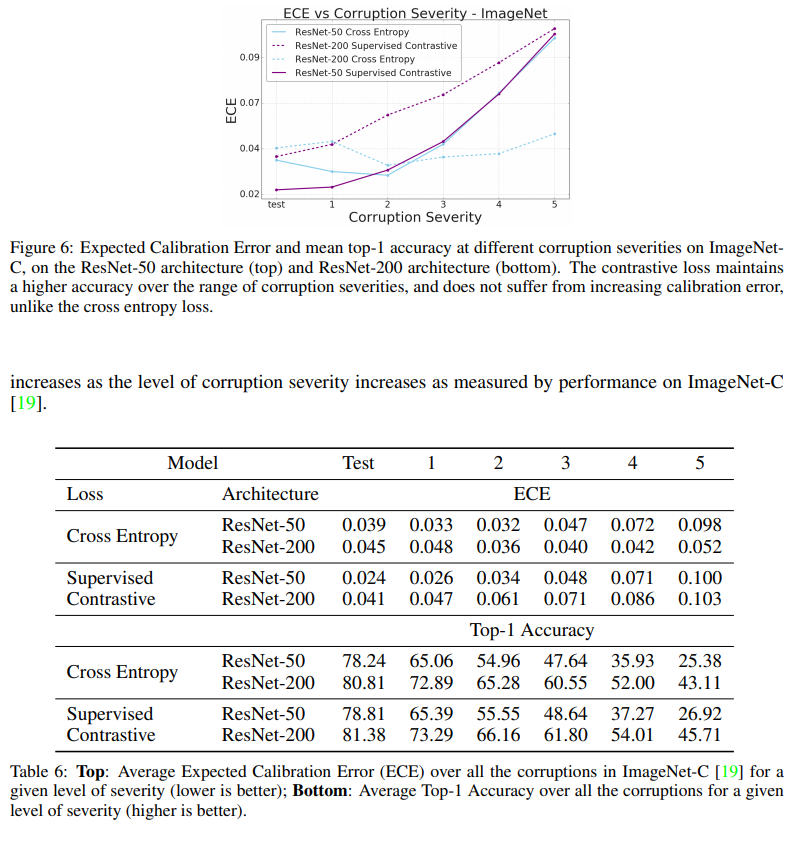 ECE vs Corruption Severity - ImageNet
ResNet-50 Cross Entropy
ResNet-200 Supervised Contrastive
ResNet-200 Cross Entropy
ResNet-50 Supervised Contrastive
ECE
0.09
0.07
0.04
0.02
test 1 2 3 4 5
Corruption Severity
Figure 6: Expected Calibration Error and mean top-1 accuracy at different corruption severities on ImageNet-
C, on the ResNet-50 architecture (top) and ResNet-200 architecture (bottom). The contrastive loss maintains
a higher accuracy over the range of corruption severities, and does not suffer from increasing calibration error,
unlike the cross entropy loss.
increases as the level of corruption severity increases as measured by performance on ImageNet-C
[19].
Model Test 1 2 3 4 5
Loss Architecture ECE
Cross Entropy
ResNet-50 0.039 0.033 0.032 0.047 0.072 0.098
ResNet-200 0.045 0.048 0.036 0.040 0.042 0.052
Supervised ResNet-50 0.024 0.026 0.034 0.048 0.071 0.100
Contrastive ResNet-200 0.041 0.047 0.061 0.071 0.086 0.103
Top-1 Accuracy
Cross Entropy
ResNet-50 78.24 65.06 54.96 47.64 35.93 25.38
ResNet-200 80.81 72.89 65.28 60.55 52.00 43.11
Supervised ResNet-50 78.81 65.39 55.55 48.64 37.27 26.92
Contrastive ResNet-200 81.38 73.29 66.16 61.80 54.01 45.71
Table 6: Top: Average Expected Calibration Error (ECE) over all the corruptions in ImageNet-C [19] for a
given level of severity (lower is better); Bottom: Average Top-1 Accuracy over all the corruptions for a given
level of severity (higher is better).